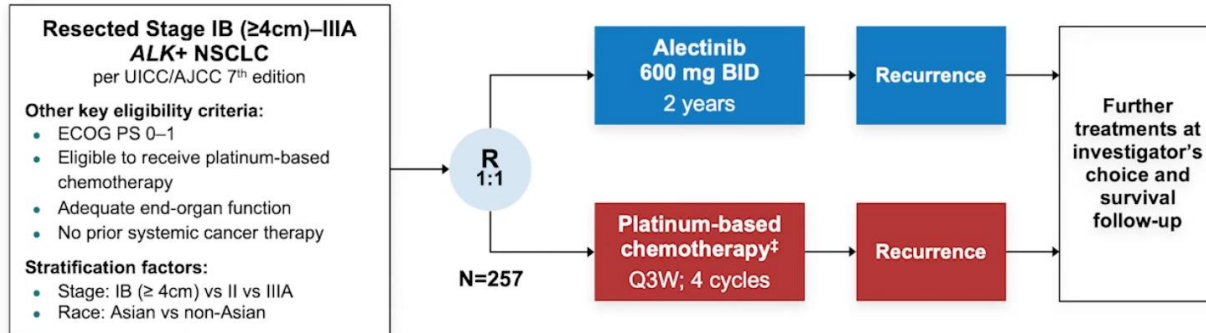 Resected Stage IB (≥4cm)–IIIA
ALK+ NSCLC
per UICC/AJCC 7th edition
Other key eligibility criteria:
• ECOG PS 0–1
• Eligible to receive platinum-based
chemotherapy
• Adequate end-organ function
• No prior systemic cancer therapy
Stratification factors:
• Stage: IB (≥ 4cm) vs II vs IIIA
• Race: Asian vs non-Asian
R
1:1
N=257
Alectinib
600 mg BID
2 years
Recurrence
Platinum-based
chemotherapy‡
Q3W; 4 cycles
Recurrence
Further
treatments at
investigator’s
choice and
survival
follow-up